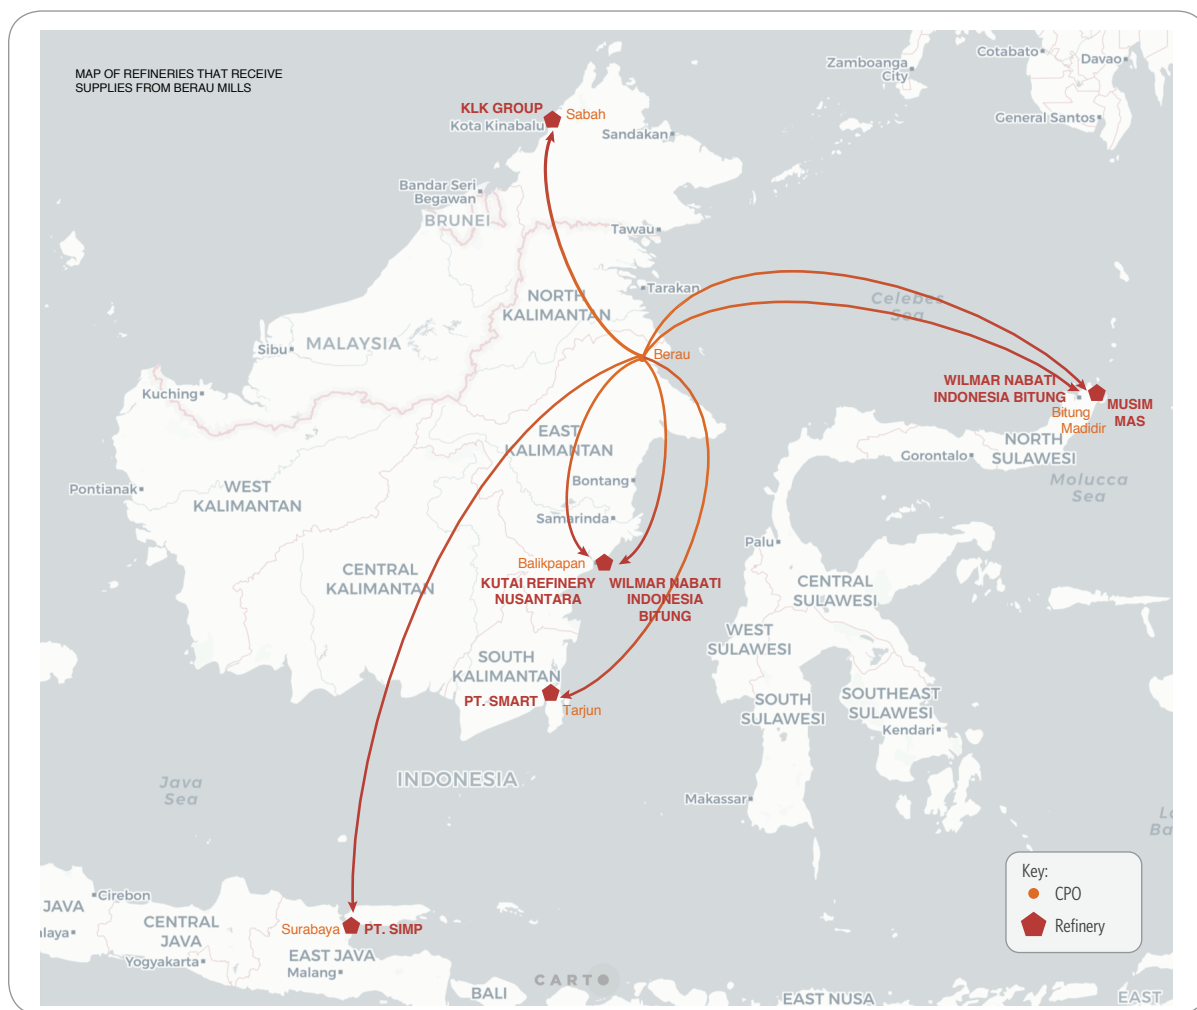 MAP OF REFINERIES THAT RECEIVE
SUPPLIES FROM BERAU MILLS
Zamboanga
City
Cotabato
Davao
General Santos
KLK GROUP
Sabah
Kota Kinabalu
Sandakan
Bandar Seri
Begawan
BRUNEI
Tawau
Tarakan
NORTH
KALIMANTAN
Celebes
Sea
MALAYSIA
Sibu
Berau
Kuching
WILMAR NABATI
INDONESIA BITUNG
MUSIM
MAS
Bitung
Madidir
EAST
KALIMANTAN
NORTH
SULAWESI
Gorontalo
Molucca
Sea
Pontianak
WEST
KALIMANTAN
Bontang
Samarinda
Palu
Balikpapan
KUTAI REFINERY
NUSANTARA
WILMAR NABATI
INDONESIA
BITUNG
CENTRAL
KALIMANTAN
CENTRAL
SULAWESI
WEST
SULAWESI
SOUTH
KALIMANTAN
PT. SMART
Tarjun
SOUTH
SULAWESI
SOUTHEAST
SULAWESI
Kendari
INDONESIA
Java
Sea
Makassar
Key:
CPO
Refinery
JAVA
Cirebon
CENTRAL
JAVA
Surabaya
PT. SIMP
EAST JAVA
Yogyakarta
Malang
CARTO
BALI
EAST NUSA
EAST